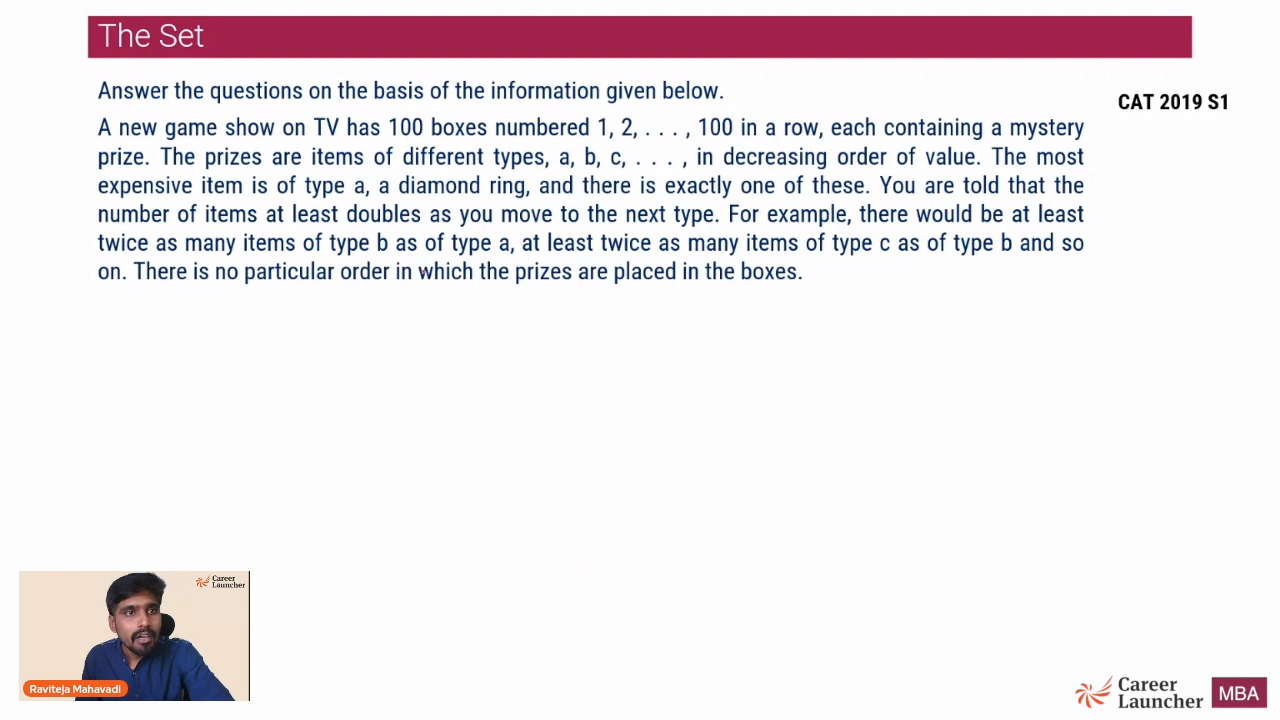 The Set
Answer the questions on the basis of the information given below.
CAT 2019 S1
A new game show on TV has 100 boxes numbered 1, 2, . . . , 100 in a row, each containing a mystery
prize. The prizes are items of different types, a, b, c, . . . , in decreasing order of value. The most
expensive item is of type a, a diamond ring, and there is exactly one of these. You are told that the
number of items at least doubles as you move to the next type. For example, there would be at least
twice as many items of type b as of type a, at least twice as many items of type c as of type b and so
on. There is no particular order in which the prizes are placed in the boxes.
Career
Launcher
Raviteja Mahavadi
Career
Launcher
MBA